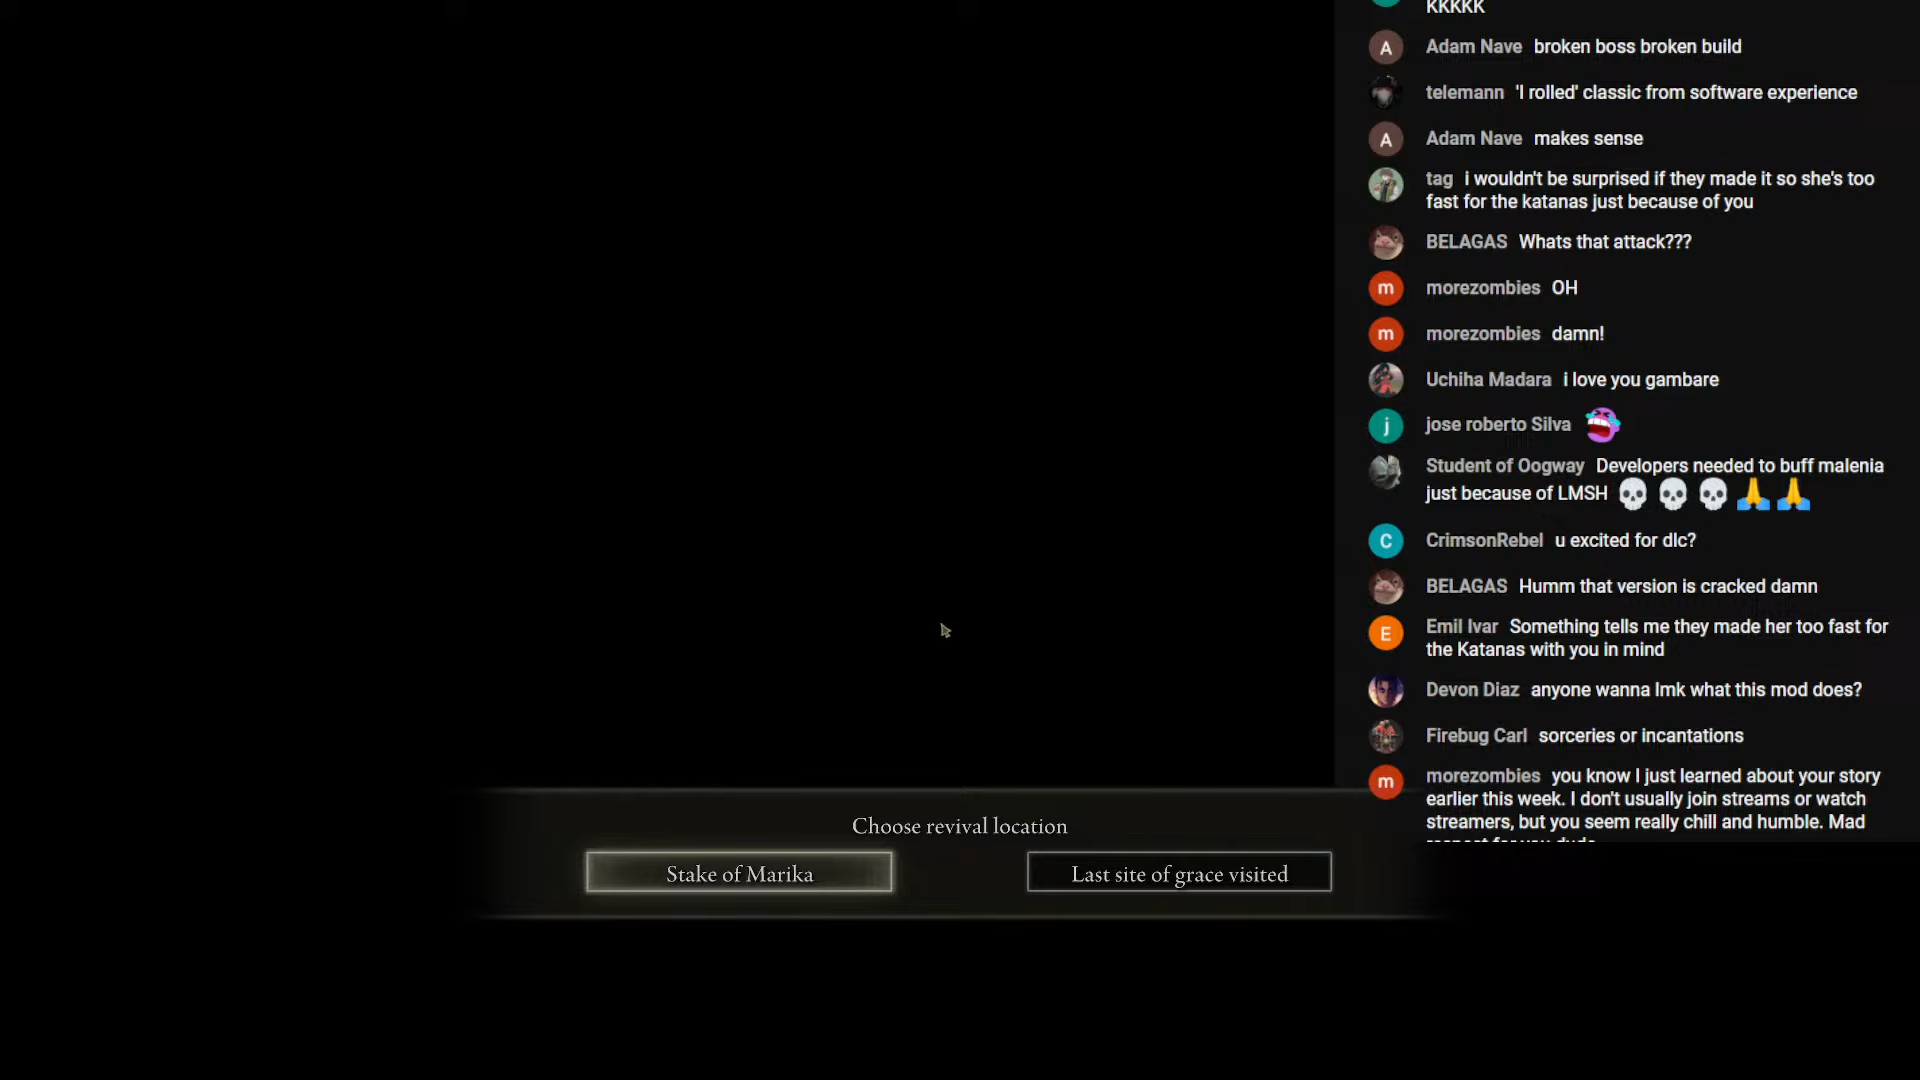 KKKKK
A Adam Nave broken boss broken build
telemann 'I rolled' classic from software experience
A Adam Nave makes sense
tag i wouldn't be surprised if they made it so she's too
fast for the katanas just because of you
BELAGAS Whats that attack???
m morezombies OH
m morezombies damn!
Uchiha Madara i love you gambare
j jose roberto Silva
Student of Oogway Developers needed to buff malenia
just because of LMSH 💀 💀 💀 🙏 🙏
C CrimsonRebel u excited for dlc?
BELAGAS Humm that version is cracked damn
E Emil Ivar Something tells me they made her too fast for
the Katanas with you in mind
Devon Diaz anyone wanna lmk what this mod does?
Firebug Carl sorceries or incantations
m morezombies you know I just learned about your story
earlier this week. I don't usually join streams or watch
streamers, but you seem really chill and humble. Mad
Choose revival location
Stake of Marika
Last site of grace visited